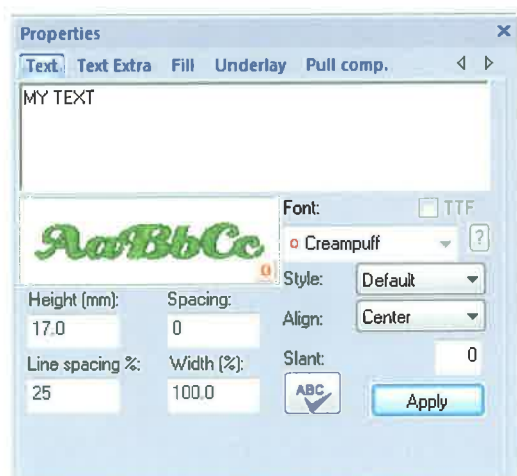 Properties
Text Text Extra Fill Underlay Pull comp.
MY TEXT
AaBbCc
Font: TTF
Creampuff ?
Style: Default
Height (mm): Spacing:
17.0 0
Align: Center
Line spacing %: Width (%):
Slant: 0
25 100.0
ABC
Apply